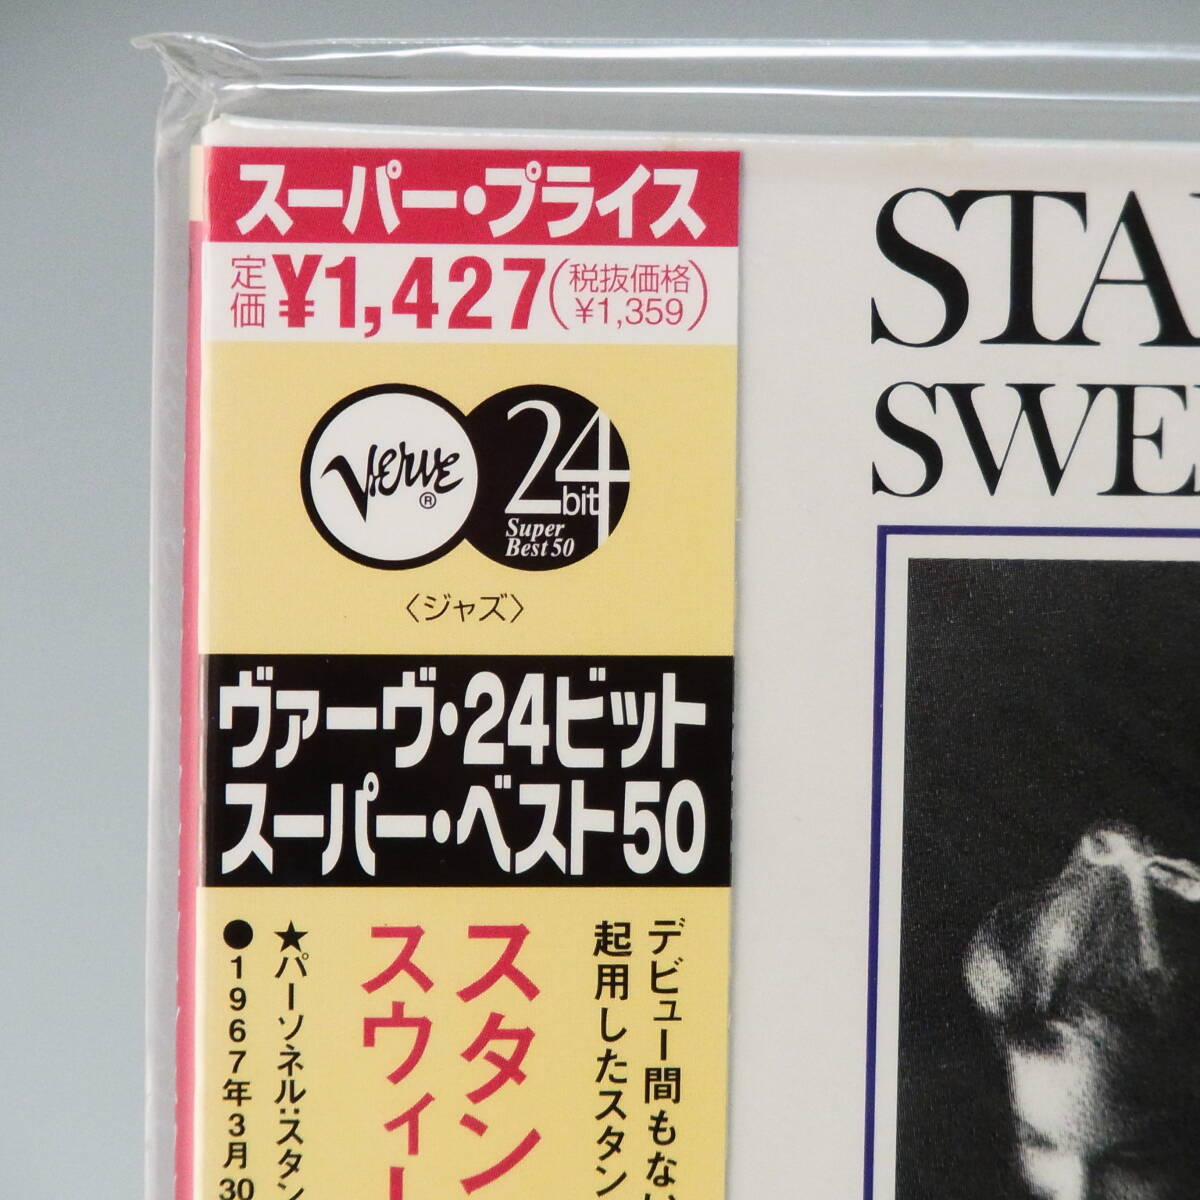 スーパー・プライス
定価 ¥1,427(税抜価格 ¥1,359)
VERVE ®
24 bit
Super
Best 50
〈ジャズ〉
ヴァーヴ・24ビット
スーパー・ベスト50
デビュー間もない
起用したスタン
スタン
スウィー
★パーソネル:スタン
●1967年3月30
STA
SWE